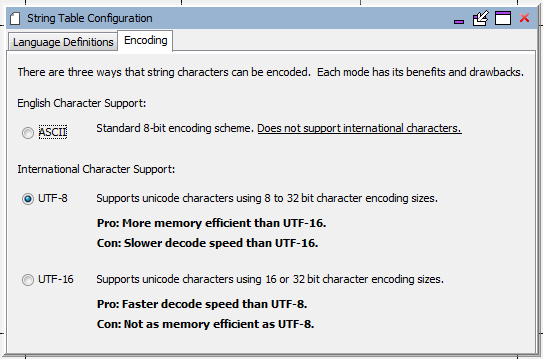 String Table Configuration
Language Definitions Encoding
There are three ways that string characters can be encoded. Each mode has its benefits and drawbacks.
English Character Support:
ASCII Standard 8-bit encoding scheme. Does not support international characters.
International Character Support:
UTF-8 Supports unicode characters using 8 to 32 bit character encoding sizes.
Pro: More memory efficient than UTF-16.
Con: Slower decode speed than UTF-16.
UTF-16 Supports unicode characters using 16 or 32 bit character encoding sizes.
Pro: Faster decode speed than UTF-8.
Con: Not as memory efficient as UTF-8.